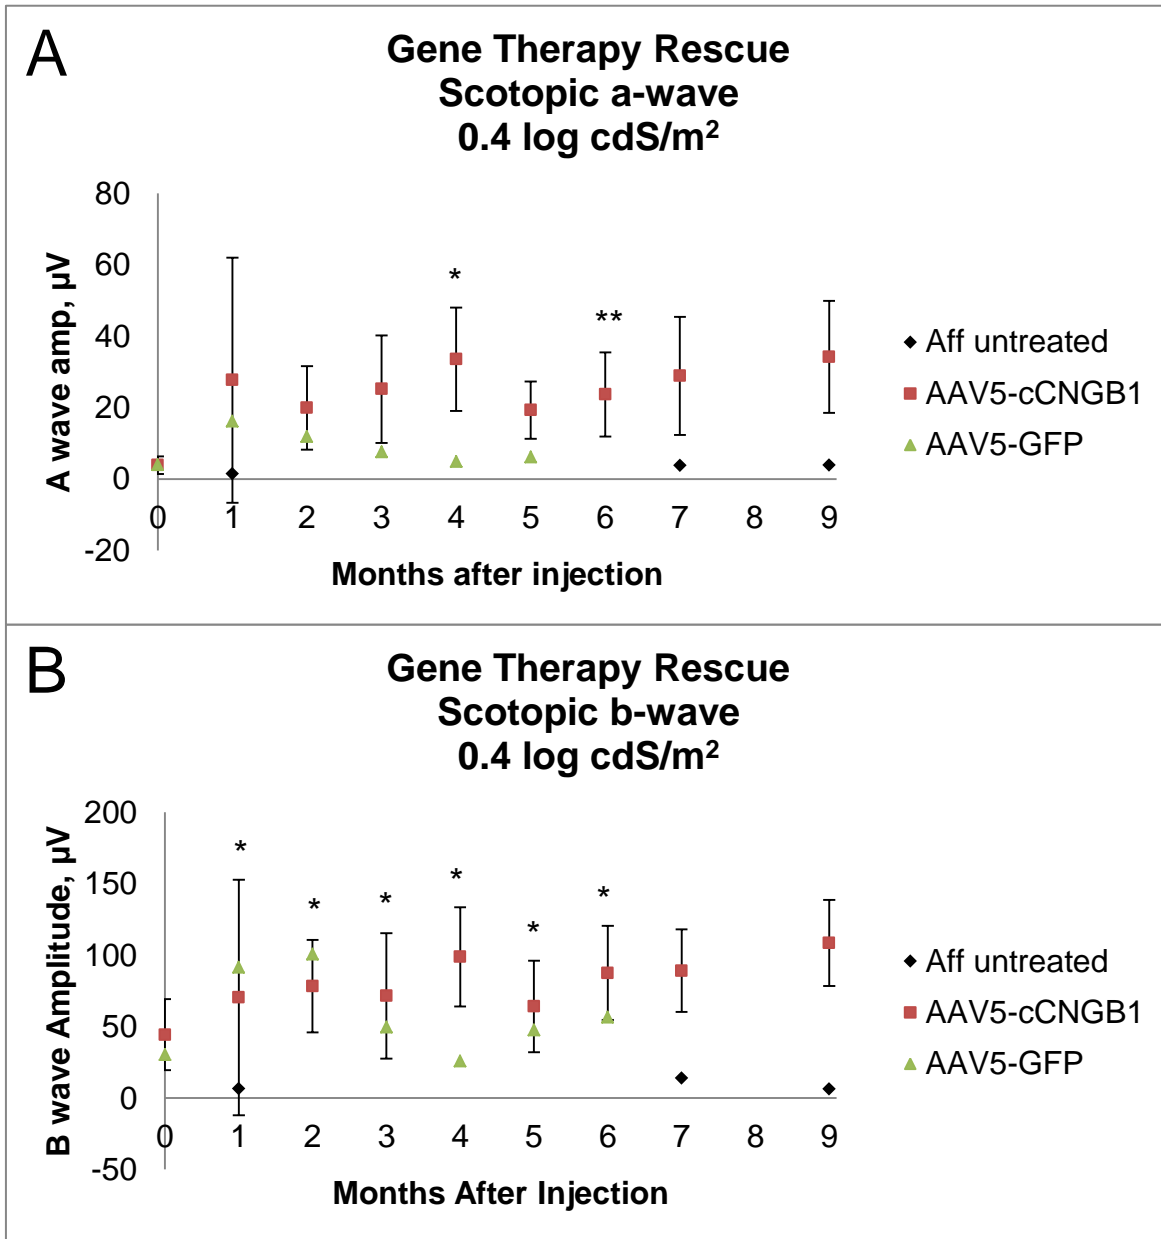 A
Gene Therapy Rescue
Scotopic a-wave
0.4 log cdS/m²
80
60
40
20
0
-20
A wave amp, µV
*
**
0 1 2 3 4 5 6 7 8 9
Months after injection
Aff untreated
AAV5-cCNGB1
AAV5-GFP
B
Gene Therapy Rescue
Scotopic b-wave
0.4 log cdS/m²
200
150
100
50
0
-50
B wave Amplitude, µV
* * * * * *
0 1 2 3 4 5 6 7 8 9
Months After Injection
Aff untreated
AAV5-cCNGB1
AAV5-GFP